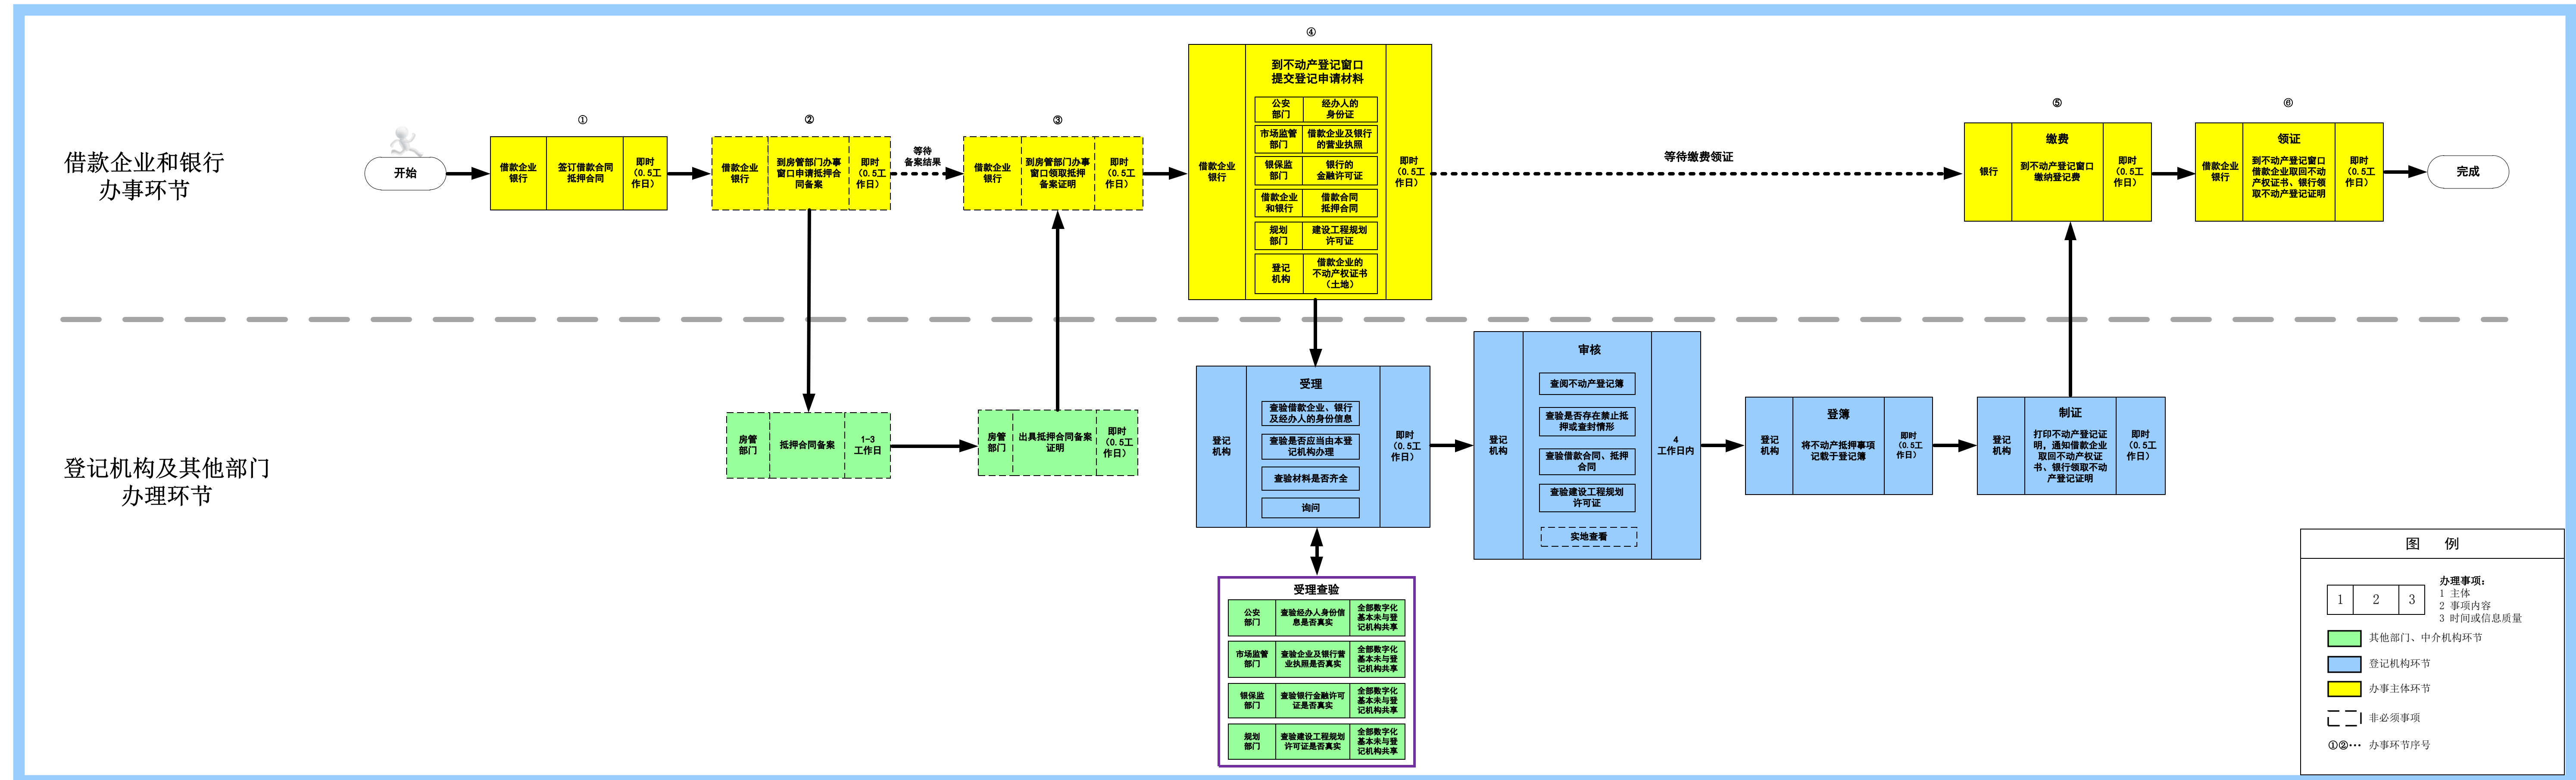 借款企业和银行
办事环节
开始
①
借款企业
银行
签订借款合同
抵押合同
即时
（0.5工
作日）
②
借款企业
银行
到房管部门办事
窗口申请抵押合
同备案
即时
（0.5工
作日）
等待
备案结果
③
借款企业
银行
到房管部门办事
窗口领取抵押
备案证明
即时
（0.5工
作日）
④
借款企业
银行
到不动产登记窗口
提交登记申请材料
公安
部门
经办人的
身份证
市场监管
部门
借款企业及银行
的营业执照
银保监
部门
银行的
金融许可证
借款企业
和银行
借款合同
抵押合同
规划
部门
建设工程规划
许可证
登记
机构
借款企业的
不动产权证书
（土地）
即时
（0.5工
作日）
等待缴费领证
⑤
银行
缴费
到不动产登记窗口
缴纳登记费
即时
（0.5工
作日）
⑥
借款企业
银行
领证
到不动产登记窗口
借款企业取回不动
产权证书、银行领
取不动产登记证明
即时
（0.5工
作日）
完成
登记机构及其他部门
办理环节
房管
部门
抵押合同备案
1-3
工作日
房管
部门
出具抵押合同备案
证明
即时
（0.5工
作日）
登记
机构
受理
查验借款企业、银行
及经办人的身份信息
查验是否应当由本登
记机构办理
查验材料是否齐全
询问
即时
（0.5工
作日）
登记
机构
审核
查阅不动产登记簿
查验是否存在禁止抵
押或查封情形
查验借款合同、抵押
合同
查验建设工程规划
许可证
实地查看
4
工作日内
登记
机构
登簿
将不动产抵押事项
记载于登记簿
即时
（0.5工
作日）
登记
机构
制证
打印不动产登记证
明，通知借款企业
取回不动产权证
书、银行领取不动
产登记证明
即时
（0.5工
作日）
受理查验
公安
部门
查验经办人身份信
息是否真实
全部数字化
基本未与登
记机构共享
市场监管
部门
查验企业及银行营
业执照是否真实
全部数字化
基本未与登
记机构共享
银保监
部门
查验银行金融许可
证是否真实
全部数字化
基本未与登
记机构共享
规划
部门
查验建设工程规划
许可证是否真实
全部数字化
基本未与登
记机构共享
图 例
1 2 3
办理事项：
1 主体
2 事项内容
3 时间或信息质量
其他部门、中介机构环节
登记机构环节
办事主体环节
非必须事项
①②… 办事环节序号